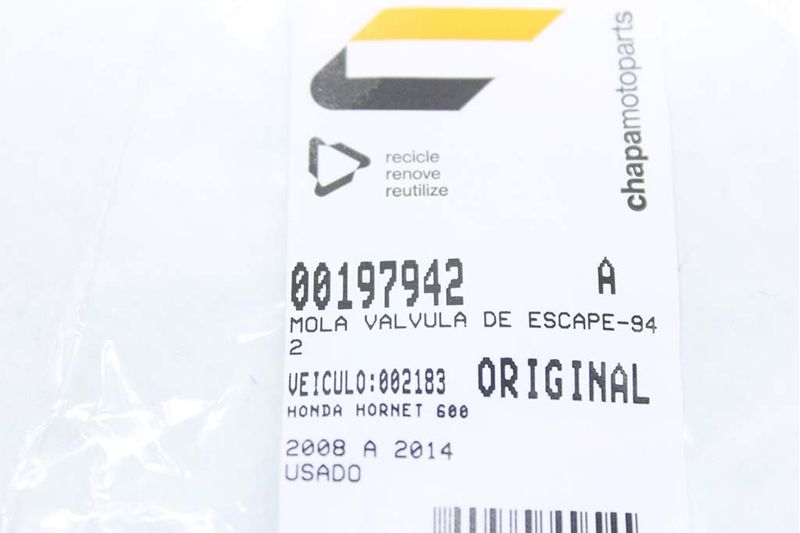 chapamotoparts
recicle
renove
reutilize
00197942 A
MOLA VALVULA DE ESCAPE-94
2
VEICULO:002183 ORIGINAL
HONDA HORNET 600
2008 A 2014
USADO